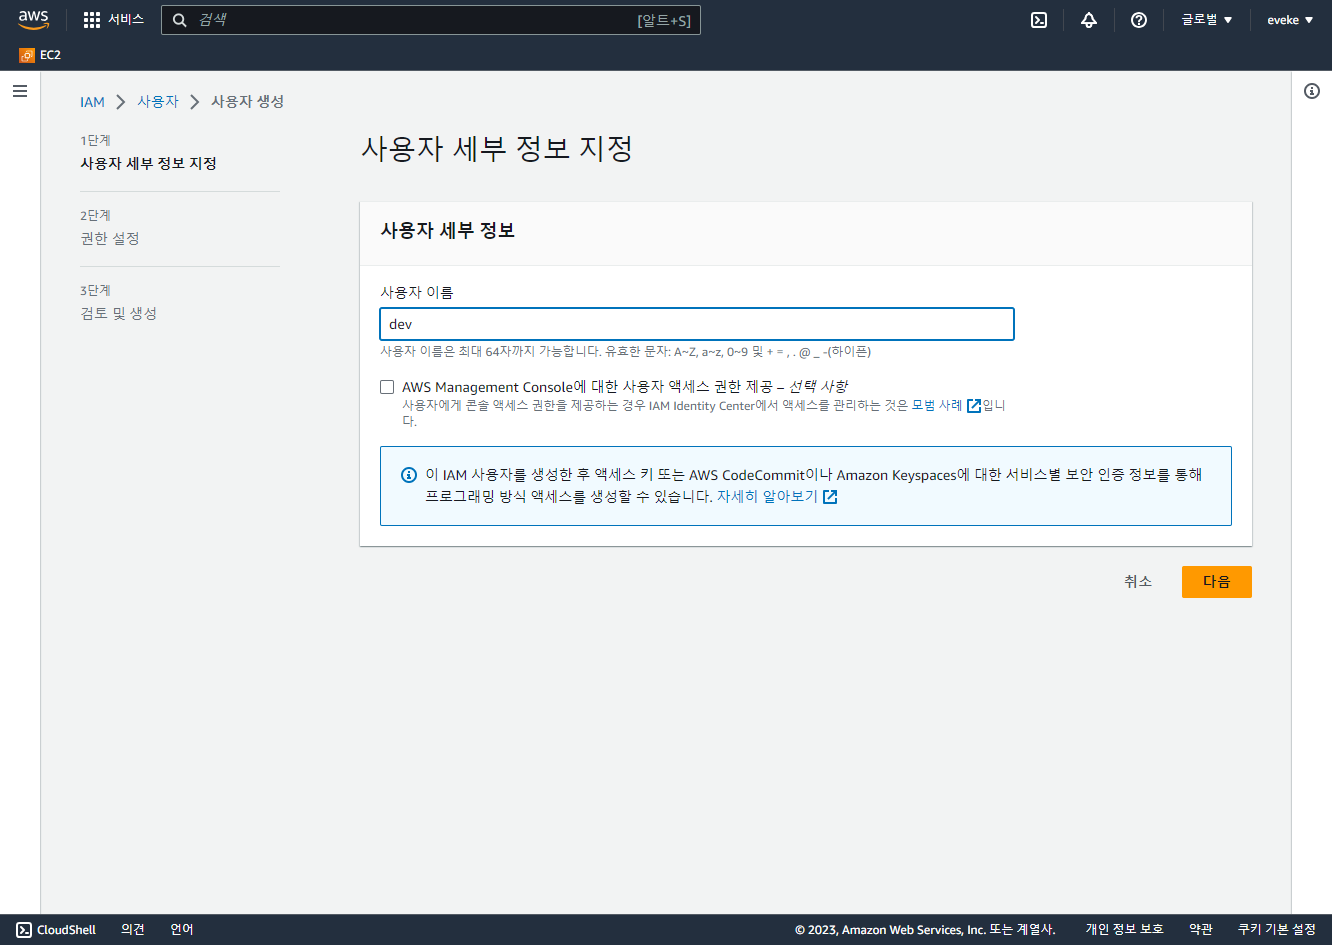 aws
서비스
검색
[알트+S]
글로벌
eveke
EC2
IAM
사용자
사용자 생성
1단계
사용자 세부 정보 지정
2단계
권한 설정
3단계
검토 및 생성
사용자 세부 정보 지정
사용자 세부 정보
사용자 이름
dev
사용자 이름은 최대 64자까지 가능합니다. 유효한 문자: A~Z, a~z, 0~9 및 + = , . @ _ -(하이픈)
AWS Management Console에 대한 사용자 액세스 권한 제공 – 선택 사항
사용자에게 콘솔 액세스 권한을 제공하는 경우 IAM Identity Center에서 액세스를 관리하는 것은 모범 사례 입니
다.
이 IAM 사용자를 생성한 후 액세스 키 또는 AWS CodeCommit이나 Amazon Keyspaces에 대한 서비스별 보안 인증 정보를 통해
프로그래밍 방식 액세스를 생성할 수 있습니다. 자세히 알아보기
취소
다음
CloudShell
의견
언어
© 2023, Amazon Web Services, Inc. 또는 계열사.
개인 정보 보호
약관
쿠키 기본 설정